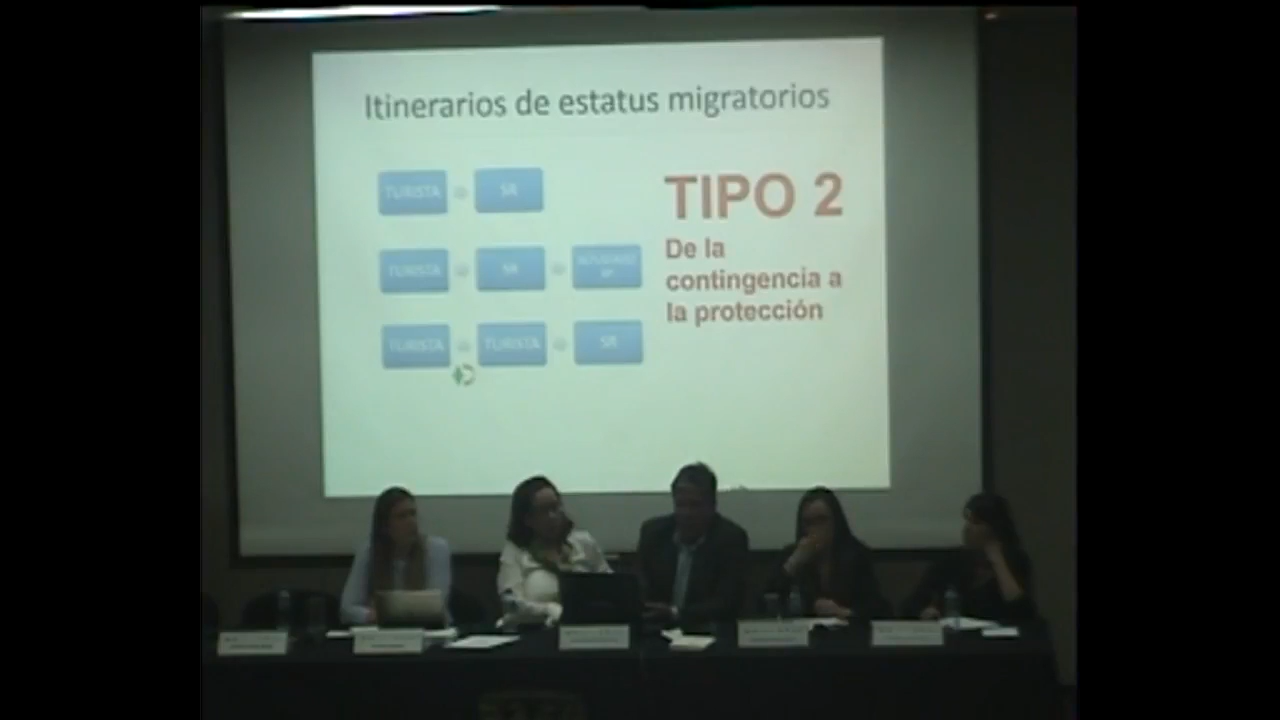 Itinerarios de estatus migratorios
TURISTA SR
TIPO 2
De la
contingencia a
la protección
TURISTA SR
TURISTA TURISTA SR